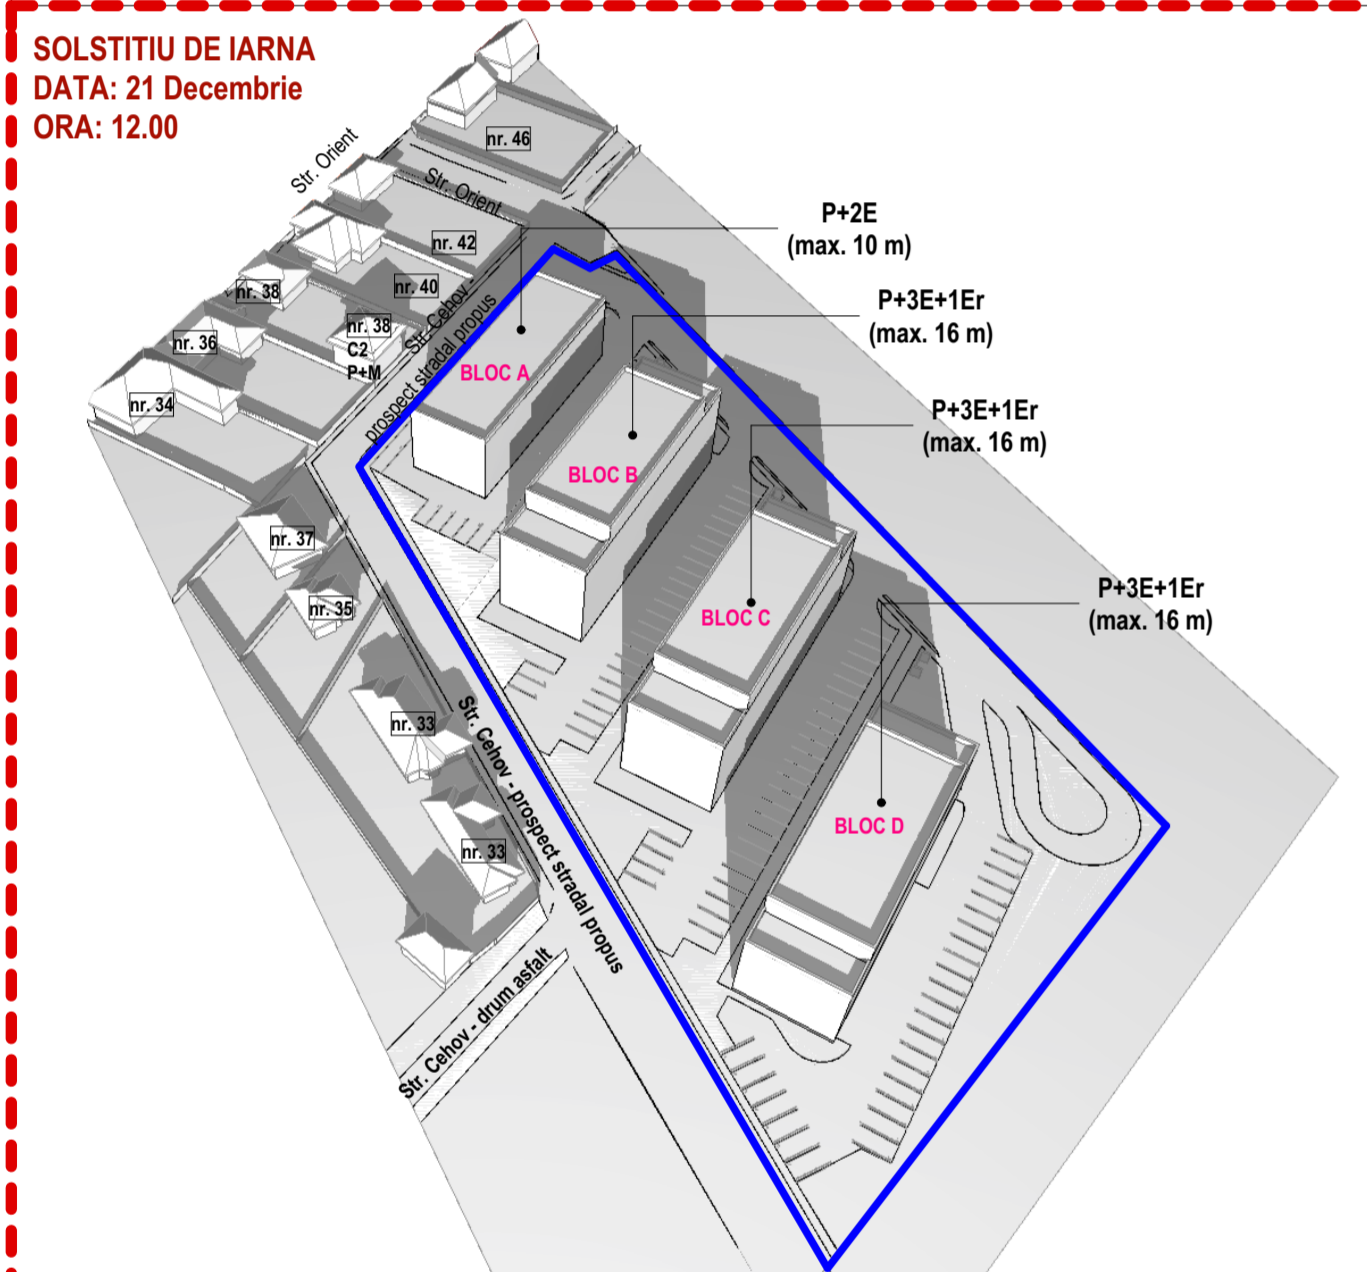 SOLSTITIU DE IARNA
DATA: 21 Decembrie
ORA: 12.00
Str. Orient
nr. 46
Str. Orient
P+2E
(max. 10 m)
nr. 42
nr. 40
nr. 38
Str. Cehov -
prospect stradal propus
P+3E+1Er
(max. 16 m)
nr. 38
C2
P+M
nr. 36
BLOC A
nr. 34
P+3E+1Er
(max. 16 m)
BLOC B
nr. 37
nr. 35
P+3E+1Er
(max. 16 m)
BLOC C
nr. 33
Str. Cehov - prospect stradal propus
BLOC D
nr. 33
Str. Cehov - drum asfalt